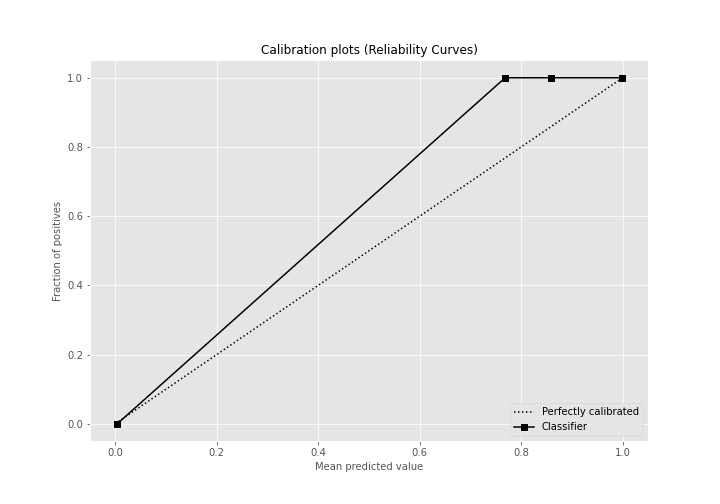 Calibration plots (Reliability Curves)
1.0
0.8
0.6
0.4
0.2
0.0
Fraction of positives
Perfectly calibrated
Classifier
0.0 0.2 0.4 0.6 0.8 1.0
Mean predicted value